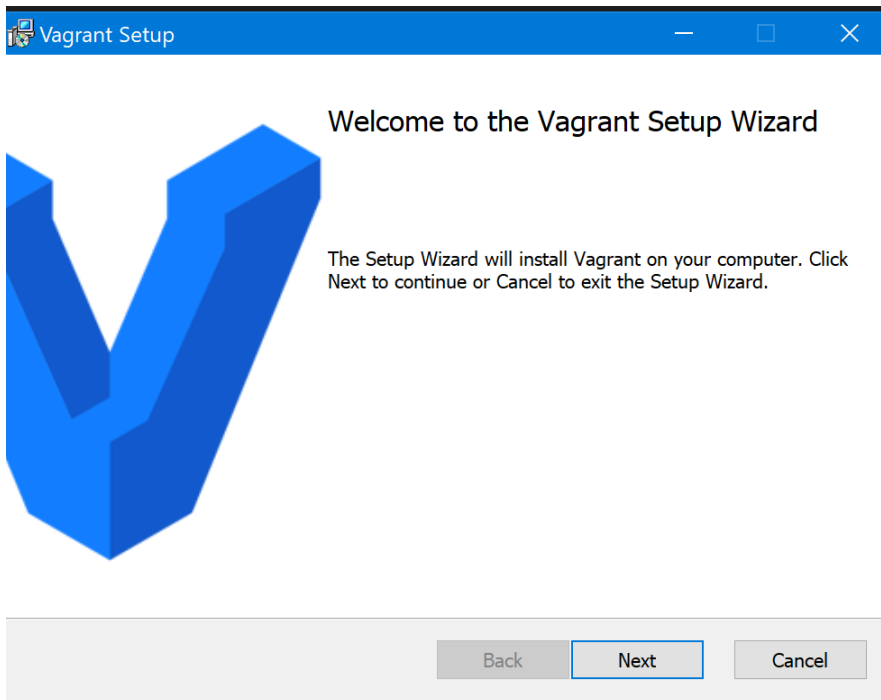 Vagrant Setup
Welcome to the Vagrant Setup Wizard
The Setup Wizard will install Vagrant on your computer. Click
Next to continue or Cancel to exit the Setup Wizard.
Back
Next
Cancel